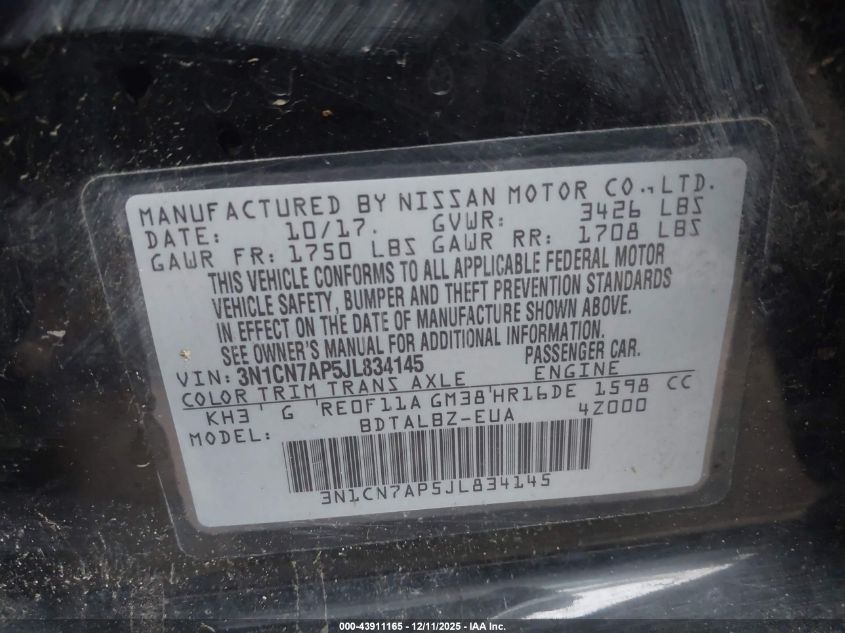 MANUFACTURED BY NISSAN MOTOR CO., LTD.
DATE: 10/17. GVWR: 3426 LBS
GAWR FR: 1750 LBS GAWR RR: 1708 LBS
THIS VEHICLE CONFORMS TO ALL APPLICABLE FEDERAL MOTOR
VEHICLE SAFETY, BUMPER AND THEFT PREVENTION STANDARDS
IN EFFECT ON THE DATE OF MANUFACTURE SHOWN ABOVE.
SEE OWNER'S MANUAL FOR ADDITIONAL INFORMATION.
VIN: 3N1CN7AP5JL834145 PASSENGER CAR.
COLOR TRIM TRANS AXLE ENGINE
KH3 G RE0F11A GM38 HR16DE 1598 CC
MODEL: BDTALBZ-EUA 4Z000
3N1CN7AP5JL834145
000-43911165 - 12/11/2025 - IAA Inc.